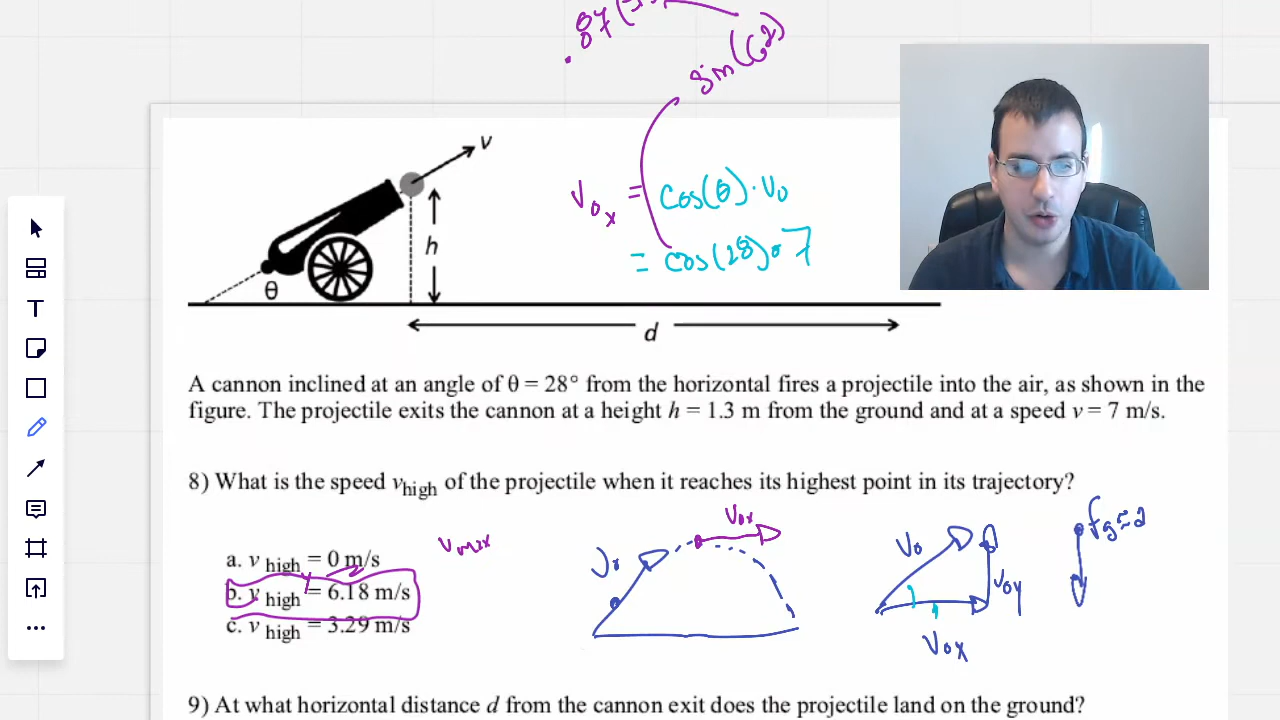 sin(62)
v
V₀ₓ = cos(θ)·V₀
= cos(28)·7
h
θ
d
A cannon inclined at an angle of θ = 28° from the horizontal fires a projectile into the air, as shown in the
figure. The projectile exits the cannon at a height h = 1.3 m from the ground and at a speed v = 7 m/s.
8) What is the speed vhigh of the projectile when it reaches its highest point in its trajectory?
a. v high = 0 m/s
b. v high = 6.18 m/s
c. v high = 3.29 m/s
Vmax
V₀
V₀ₓ
V₀
V₀y
V₀ₓ
9) At what horizontal distance d from the cannon exit does the projectile land on the ground?
T